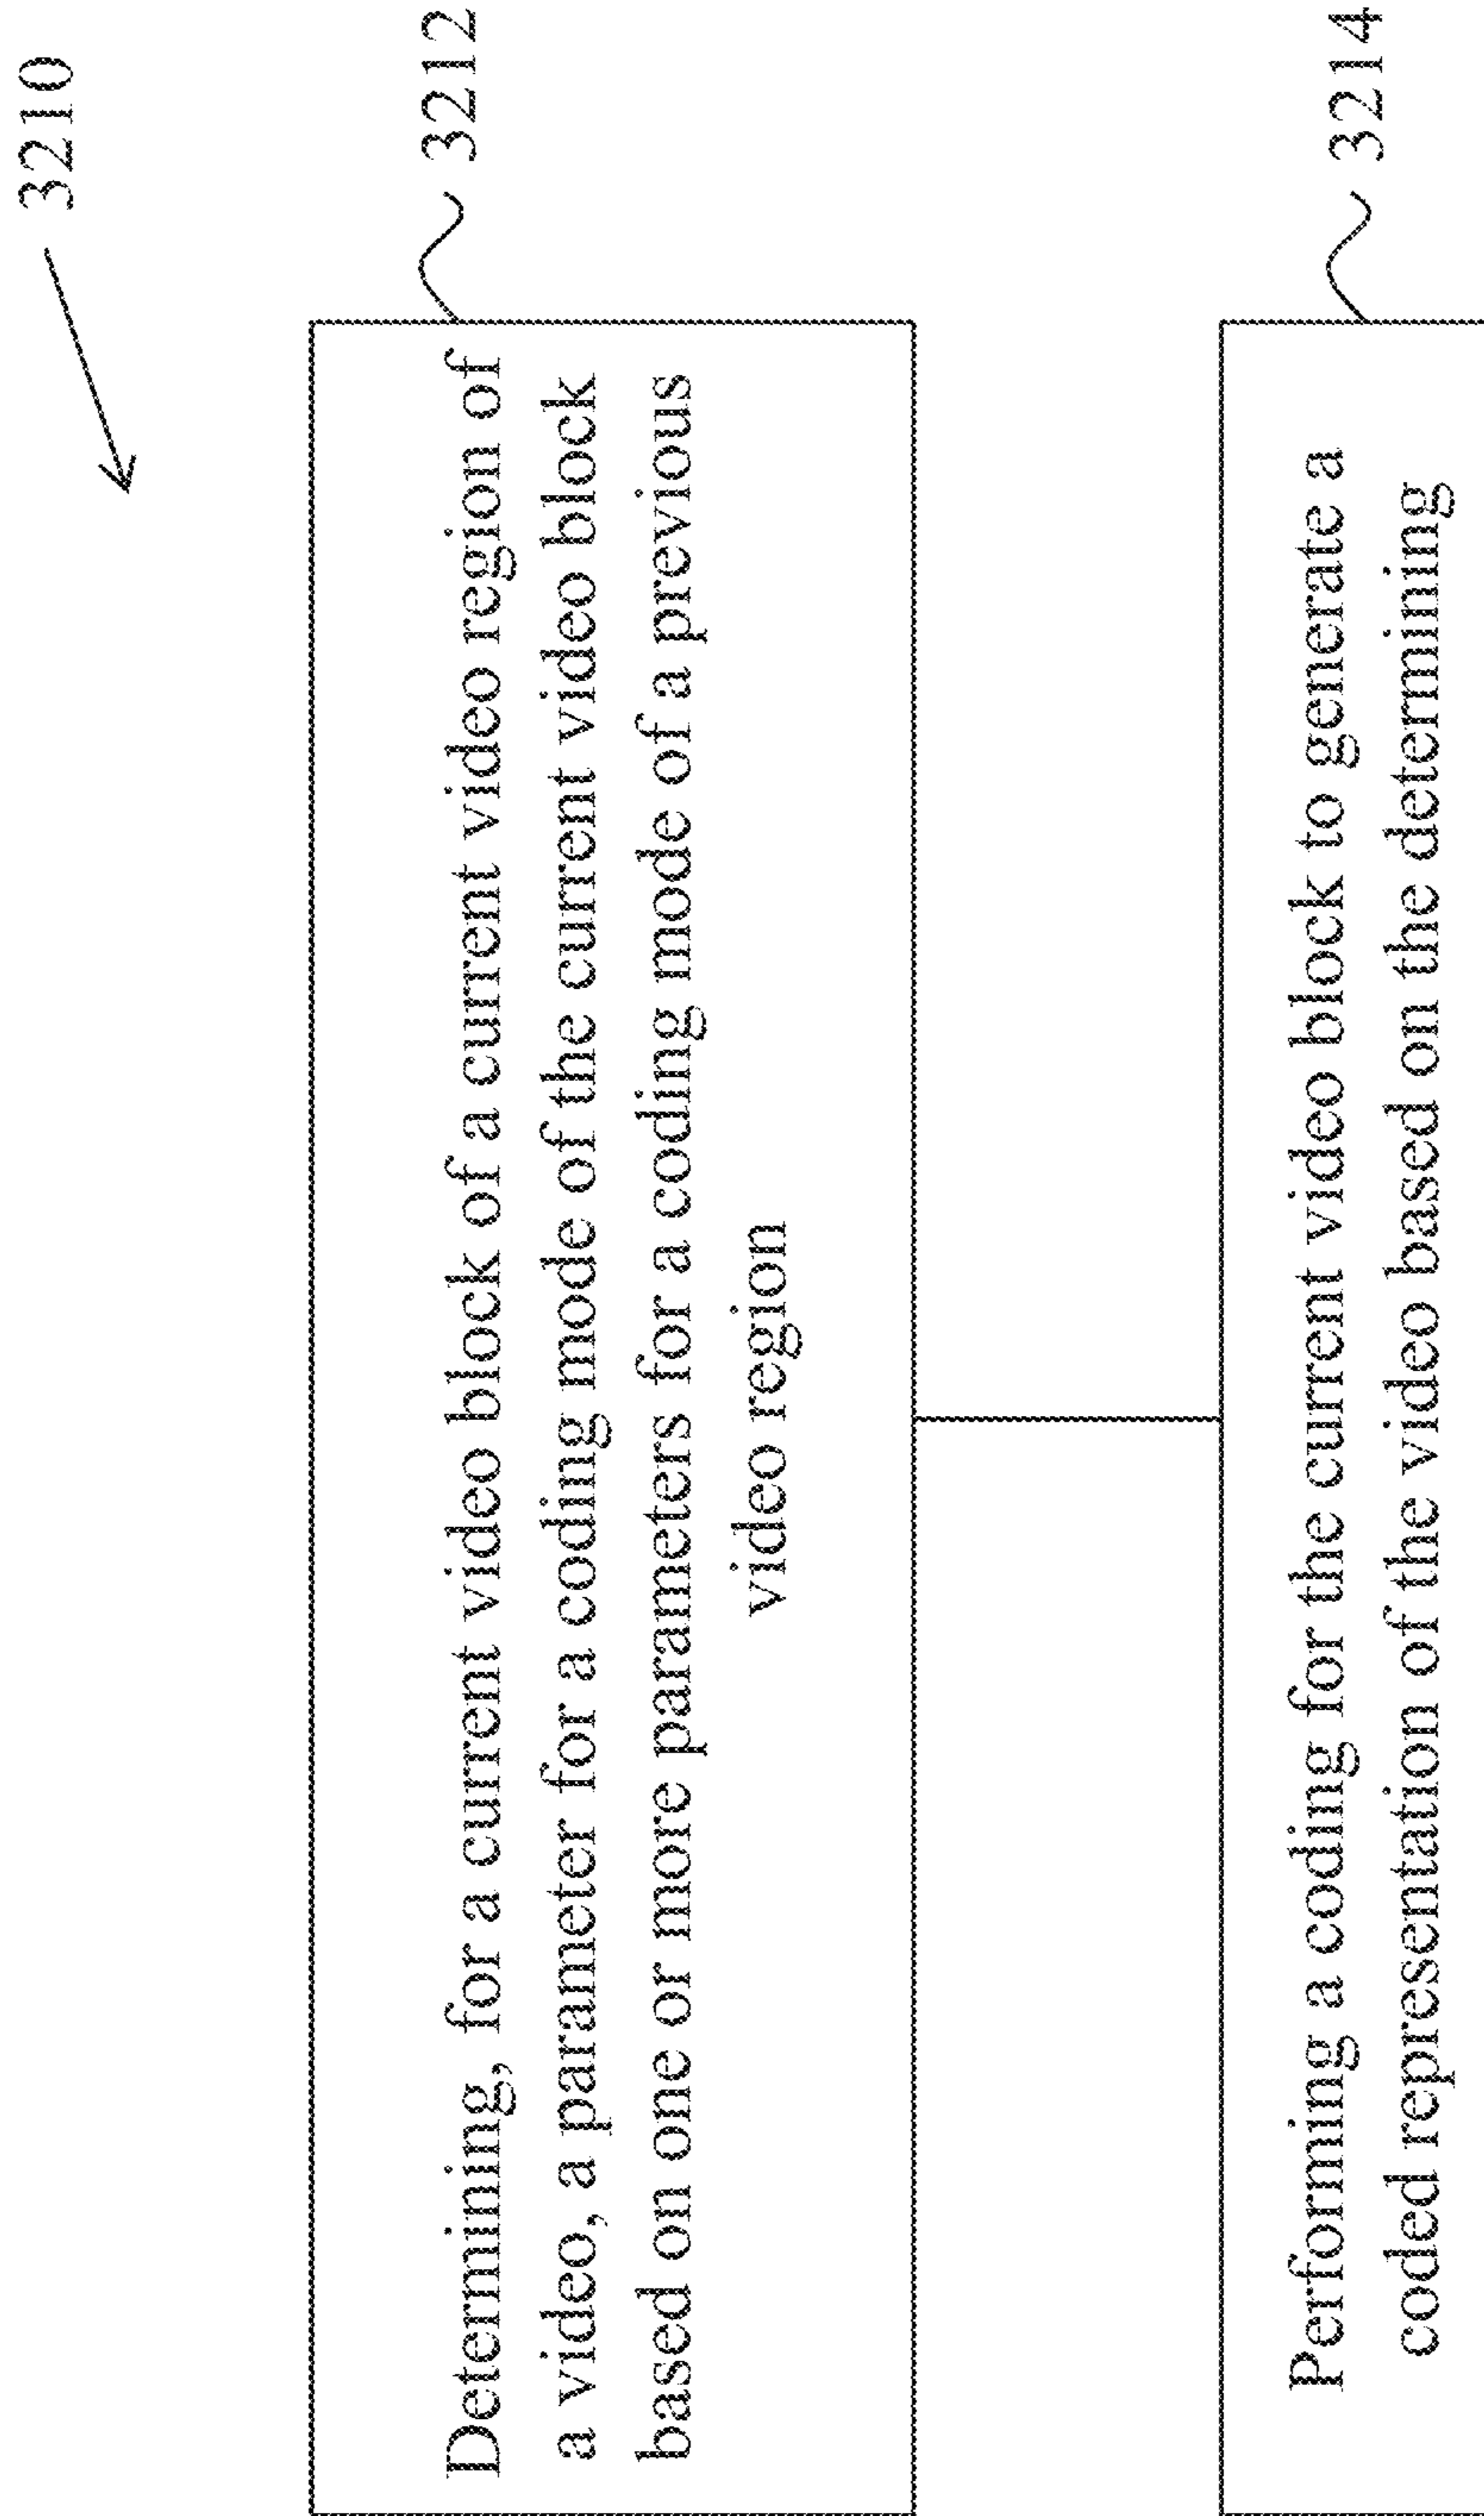 3210
Determining, for a current video block of a current video region of
a video, a parameter for a coding mode of the current video block
based on one or more parameters for a coding mode of a previous
video region
3212
Performing a coding for the current video block to generate a
coded representation of the video based on the determining
3214